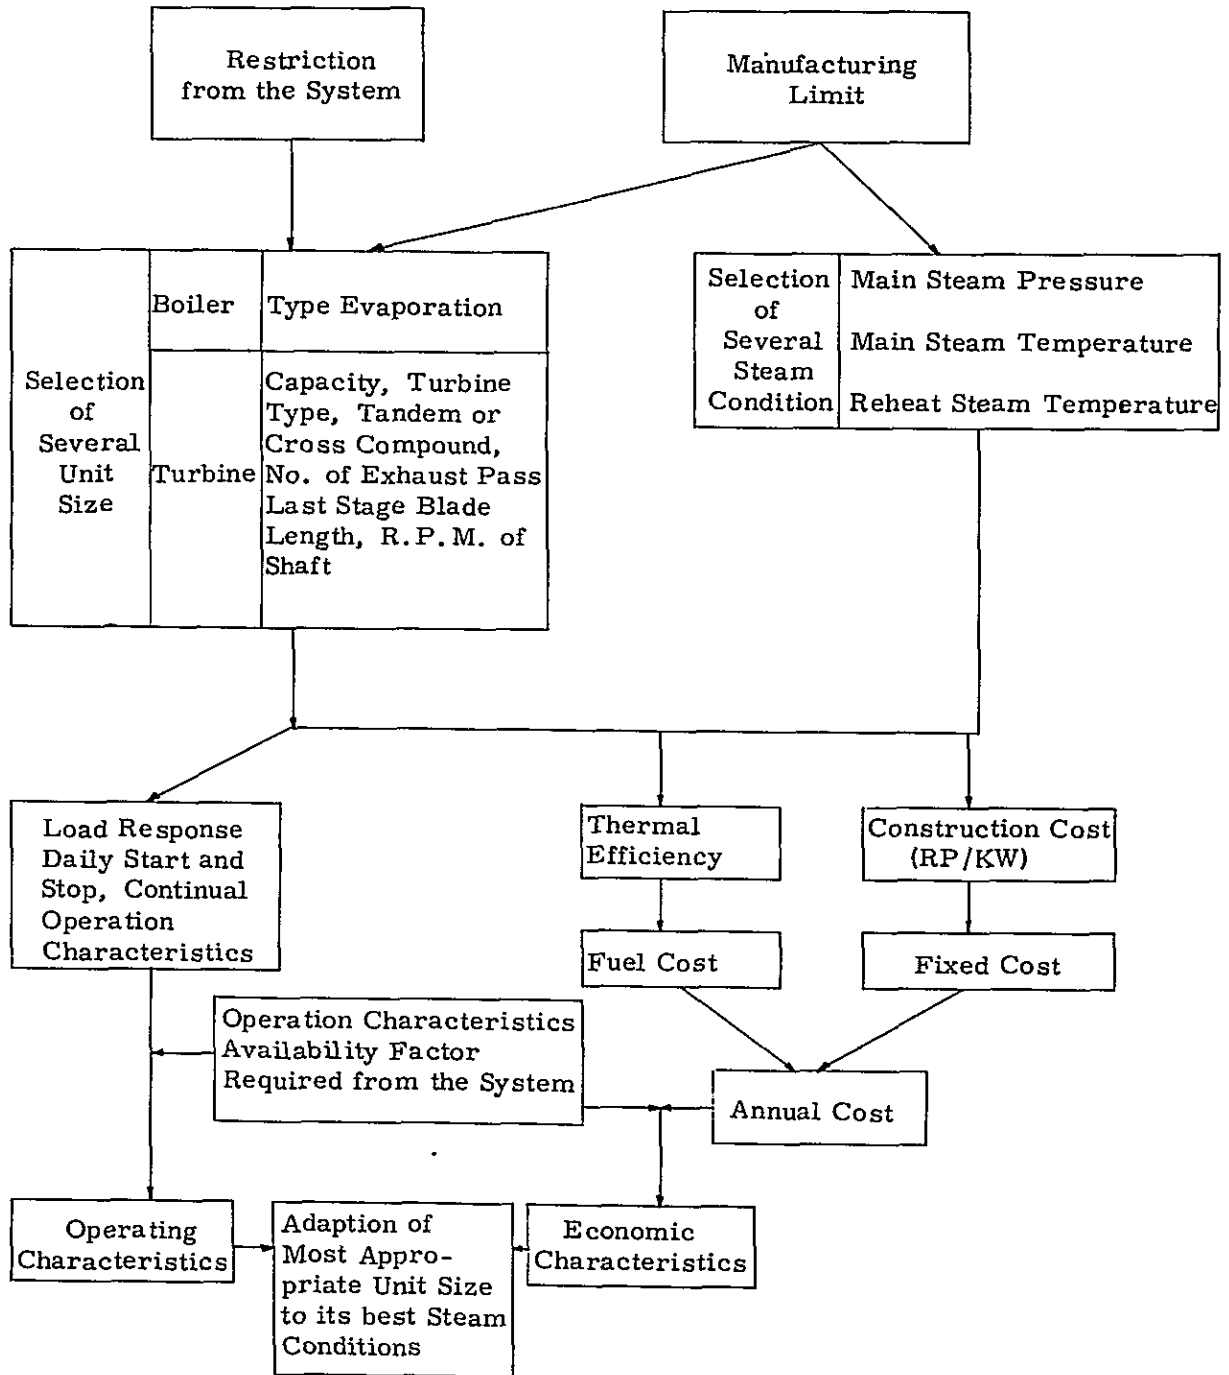 Restriction
from the System
Manufacturing
Limit
Selection
of
Several
Unit
Size
Boiler
Type Evaporation
Turbine
Capacity, Turbine
Type, Tandem or
Cross Compound,
No. of Exhaust Pass
Last Stage Blade
Length, R.P.M. of
Shaft
Selection
of
Several
Steam
Condition
Main Steam Pressure
Main Steam Temperature
Reheat Steam Temperature
Load Response
Daily Start and
Stop, Continual
Operation
Characteristics
Thermal
Efficiency
Construction Cost
(RP/KW)
Fuel Cost
Fixed Cost
Operation Characteristics
Availability Factor
Required from the System
Annual Cost
Operating
Characteristics
Adaption of
Most Appro-
priate Unit Size
to its best Steam
Conditions
Economic
Characteristics